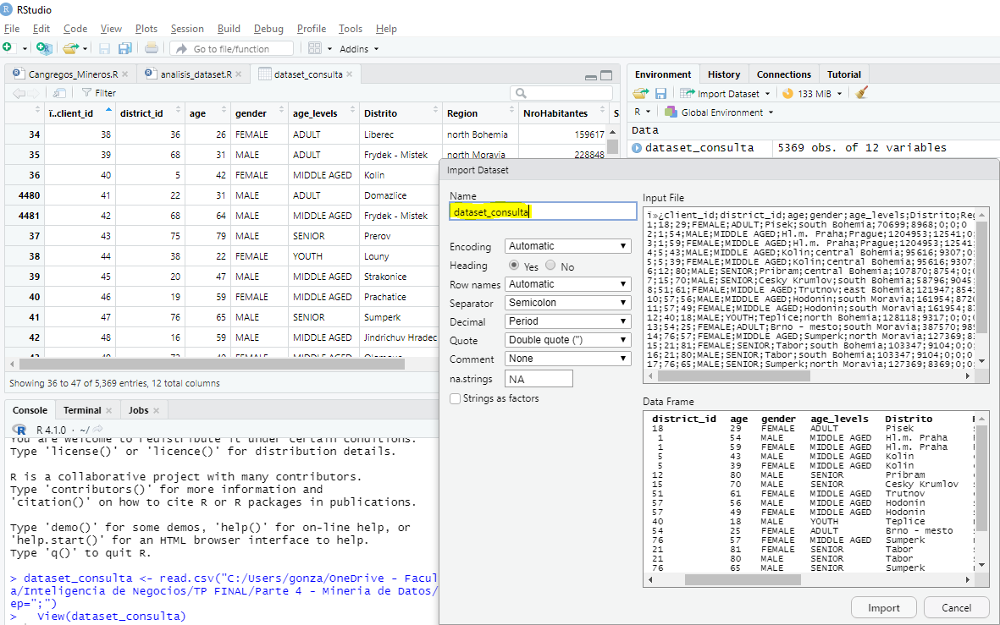 RStudio
File Edit Code View Plots Session Build Debug Profile Tools Help
Go to file/function Addins
Cangregos_Mineros.R analisis_dataset.R dataset_consulta
Filter
ï..client_id district_id age gender age_levels Distrito Region NroHabitantes S
34 38 36 26 FEMALE ADULT Liberec north Bohemia 159617
35 39 68 31 MALE ADULT Frydek - Mistek north Moravia 228848
36 40 5 42 FEMALE MIDDLE AGED Kolin
4480 41 22 31 MALE ADULT Domazlice
4481 42 68 64 MALE MIDDLE AGED Frydek - Mistek
37 43 75 79 MALE SENIOR Prerov
38 44 38 22 FEMALE YOUTH Louny
39 45 20 47 MALE MIDDLE AGED Strakonice
40 46 19 59 FEMALE MIDDLE AGED Prachatice
41 47 76 65 MALE SENIOR Sumperk
42 48 16 59 MALE MIDDLE AGED Jindrichuv Hradec
Showing 36 to 47 of 5,369 entries, 12 total columns
Console Terminal Jobs
R 4.1.0 · ~/
You are welcome to redistribute it under certain conditions.
Type 'license()' or 'licence()' for distribution details.
R is a collaborative project with many contributors.
Type 'contributors()' for more information and
'citation()' on how to cite R or R packages in publications.
Type 'demo()' for some demos, 'help()' for on-line help, or
'help.start()' for an HTML browser interface to help.
Type 'q()' to quit R.
> dataset_consulta <- read.csv("C:/Users/gonza/OneDrive - Facul
a/Inteligencia de Negocios/TP FINAL/Parte 4 - Mineria de Datos/
ep=";")
> View(dataset_consulta)
Environment History Connections Tutorial
Import Dataset 133 MiB
R Global Environment
Data
dataset_consulta 5369 obs. of 12 variables
Import Dataset
Name
dataset_consulta
Encoding Automatic
Heading Yes No
Row names Automatic
Separator Semicolon
Decimal Period
Quote Double quote (")
Comment None
na.strings NA
Strings as factors
Input File
ï»¿client_id;district_id;age;gender;age_levels;Distrito;Reg
1;18;29;FEMALE;ADULT;Pisek;south Bohemia;70699;8968;0;0;0
2;1;54;MALE;MIDDLE AGED;Hl.m. Praha;Prague;1204953;12541;0;
3;1;59;FEMALE;MIDDLE AGED;Hl.m. Praha;Prague;1204953;12541;
4;5;43;MALE;MIDDLE AGED;Kolin;central Bohemia;95616;9307;0;
5;5;39;FEMALE;MIDDLE AGED;Kolin;central Bohemia;95616;9307;
6;12;80;MALE;SENIOR;Pribram;central Bohemia;107870;8754;0;0
7;15;70;MALE;SENIOR;Cesky Krumlov;south Bohemia;58796;9045;
8;51;61;FEMALE;MIDDLE AGED;Trutnov;east Bohemia;121947;8541
10;57;56;MALE;MIDDLE AGED;Hodonin;south Moravia;161954;8720
11;57;49;FEMALE;MIDDLE AGED;Hodonin;south Moravia;161954;87
12;40;18;MALE;YOUTH;Teplice;north Bohemia;128118;9317;0;0;0
13;54;25;FEMALE;ADULT;Brno - mesto;south Moravia;387570;989
14;76;57;FEMALE;MIDDLE AGED;Sumperk;north Moravia;127369;83
15;21;81;FEMALE;SENIOR;Tabor;south Bohemia;103347;9104;0;0;
16;21;80;MALE;SENIOR;Tabor;south Bohemia;103347;9104;0;0;0
17;76;65;MALE;SENIOR;Sumperk;north Moravia;127369;8369;0;0;
Data Frame
district_id age gender age_levels Distrito
18 29 FEMALE ADULT Pisek
1 54 MALE MIDDLE AGED Hl.m. Praha
1 59 FEMALE MIDDLE AGED Hl.m. Praha
5 43 MALE MIDDLE AGED Kolin
5 39 FEMALE MIDDLE AGED Kolin
12 80 MALE SENIOR Pribram
15 70 MALE SENIOR Cesky Krumlov
51 61 FEMALE MIDDLE AGED Trutnov
57 56 MALE MIDDLE AGED Hodonin
57 49 FEMALE MIDDLE AGED Hodonin
40 18 MALE YOUTH Teplice
54 25 FEMALE ADULT Brno - mesto
76 57 FEMALE MIDDLE AGED Sumperk
21 81 FEMALE SENIOR Tabor
21 80 MALE SENIOR Tabor
76 65 MALE SENIOR Sumperk
Import Cancel